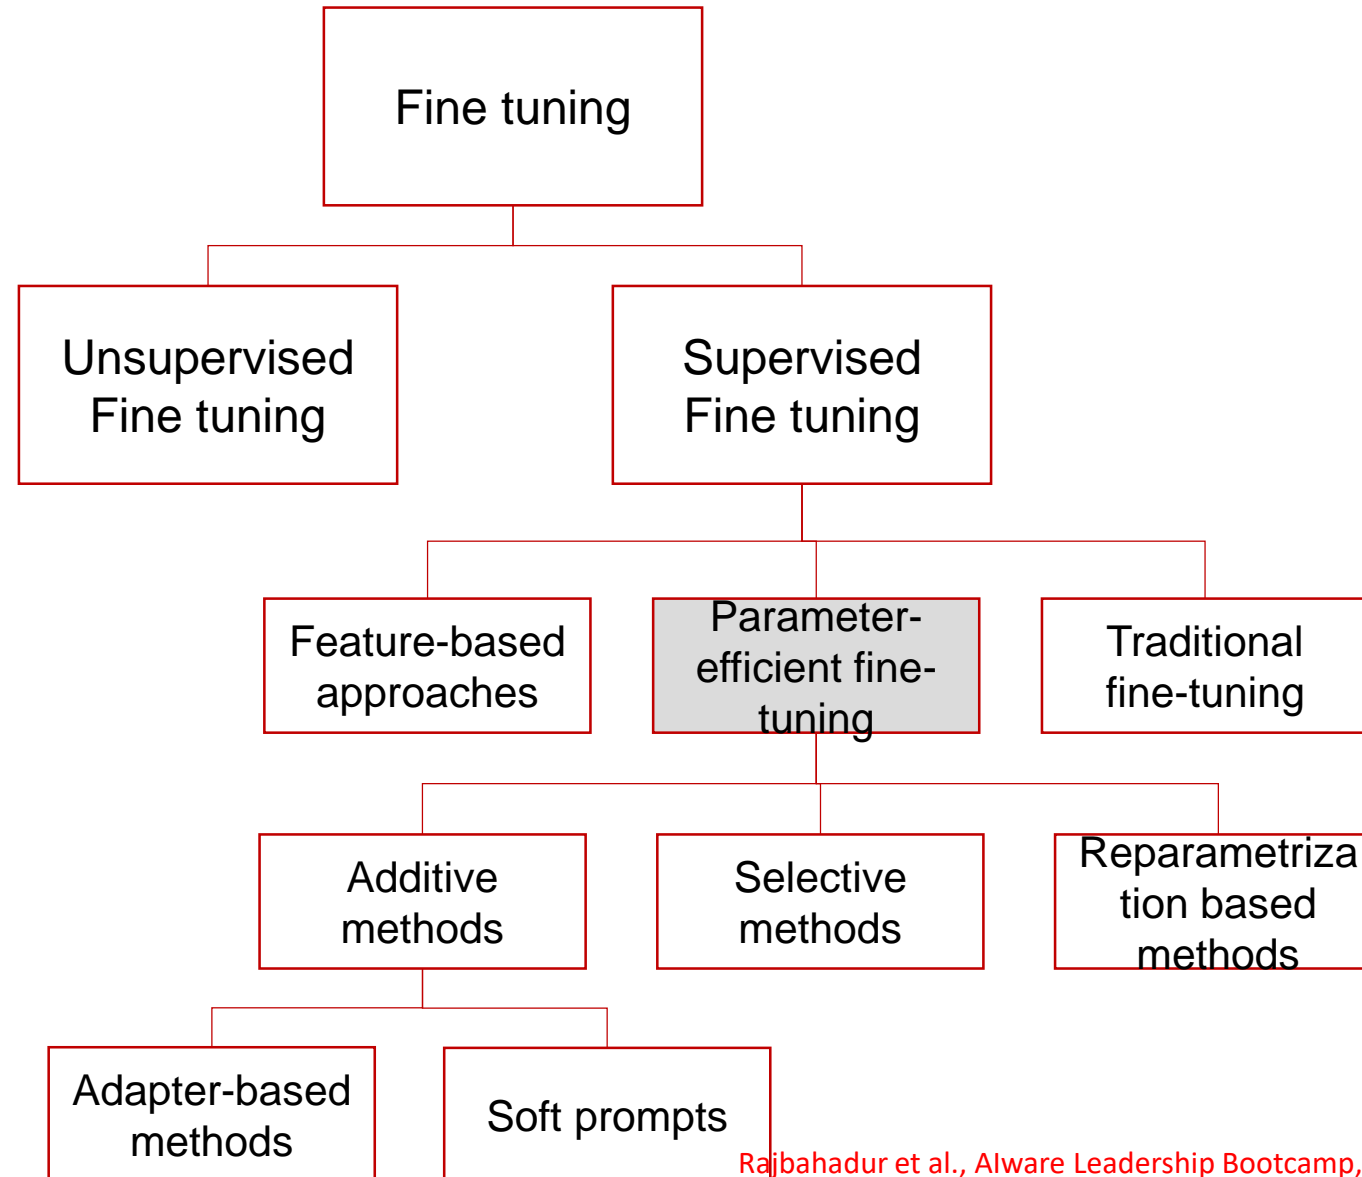 Fine tuning
Unsupervised
Fine tuning
Supervised
Fine tuning
Feature-based
approaches
Parameter-
efficient fine-
tuning
Traditional
fine-tuning
Additive
methods
Selective
methods
Reparametriza
tion based
methods
Adapter-based
methods
Soft prompts
Rajbahadur et al., AIware Leadership Bootcamp,